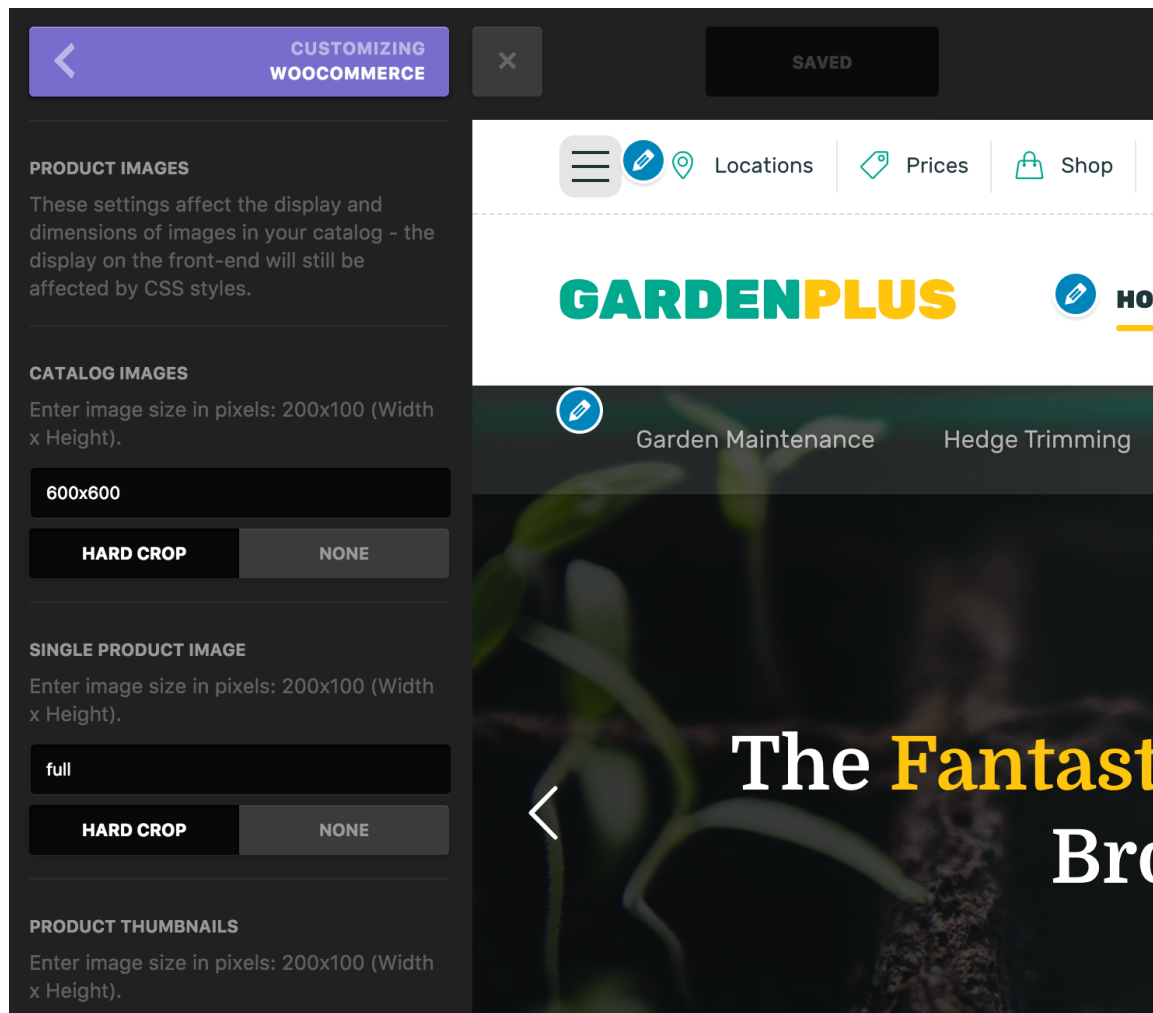 CUSTOMIZING
WOOCOMMERCE
SAVED
PRODUCT IMAGES
These settings affect the display and
dimensions of images in your catalog - the
display on the front-end will still be
affected by CSS styles.
CATALOG IMAGES
Enter image size in pixels: 200x100 (Width
x Height).
600x600
HARD CROP NONE
SINGLE PRODUCT IMAGE
Enter image size in pixels: 200x100 (Width
x Height).
full
HARD CROP NONE
PRODUCT THUMBNAILS
Enter image size in pixels: 200x100 (Width
x Height).
Locations Prices Shop
GARDENPLUS
HO
Garden Maintenance Hedge Trimming
The Fantast
Bro